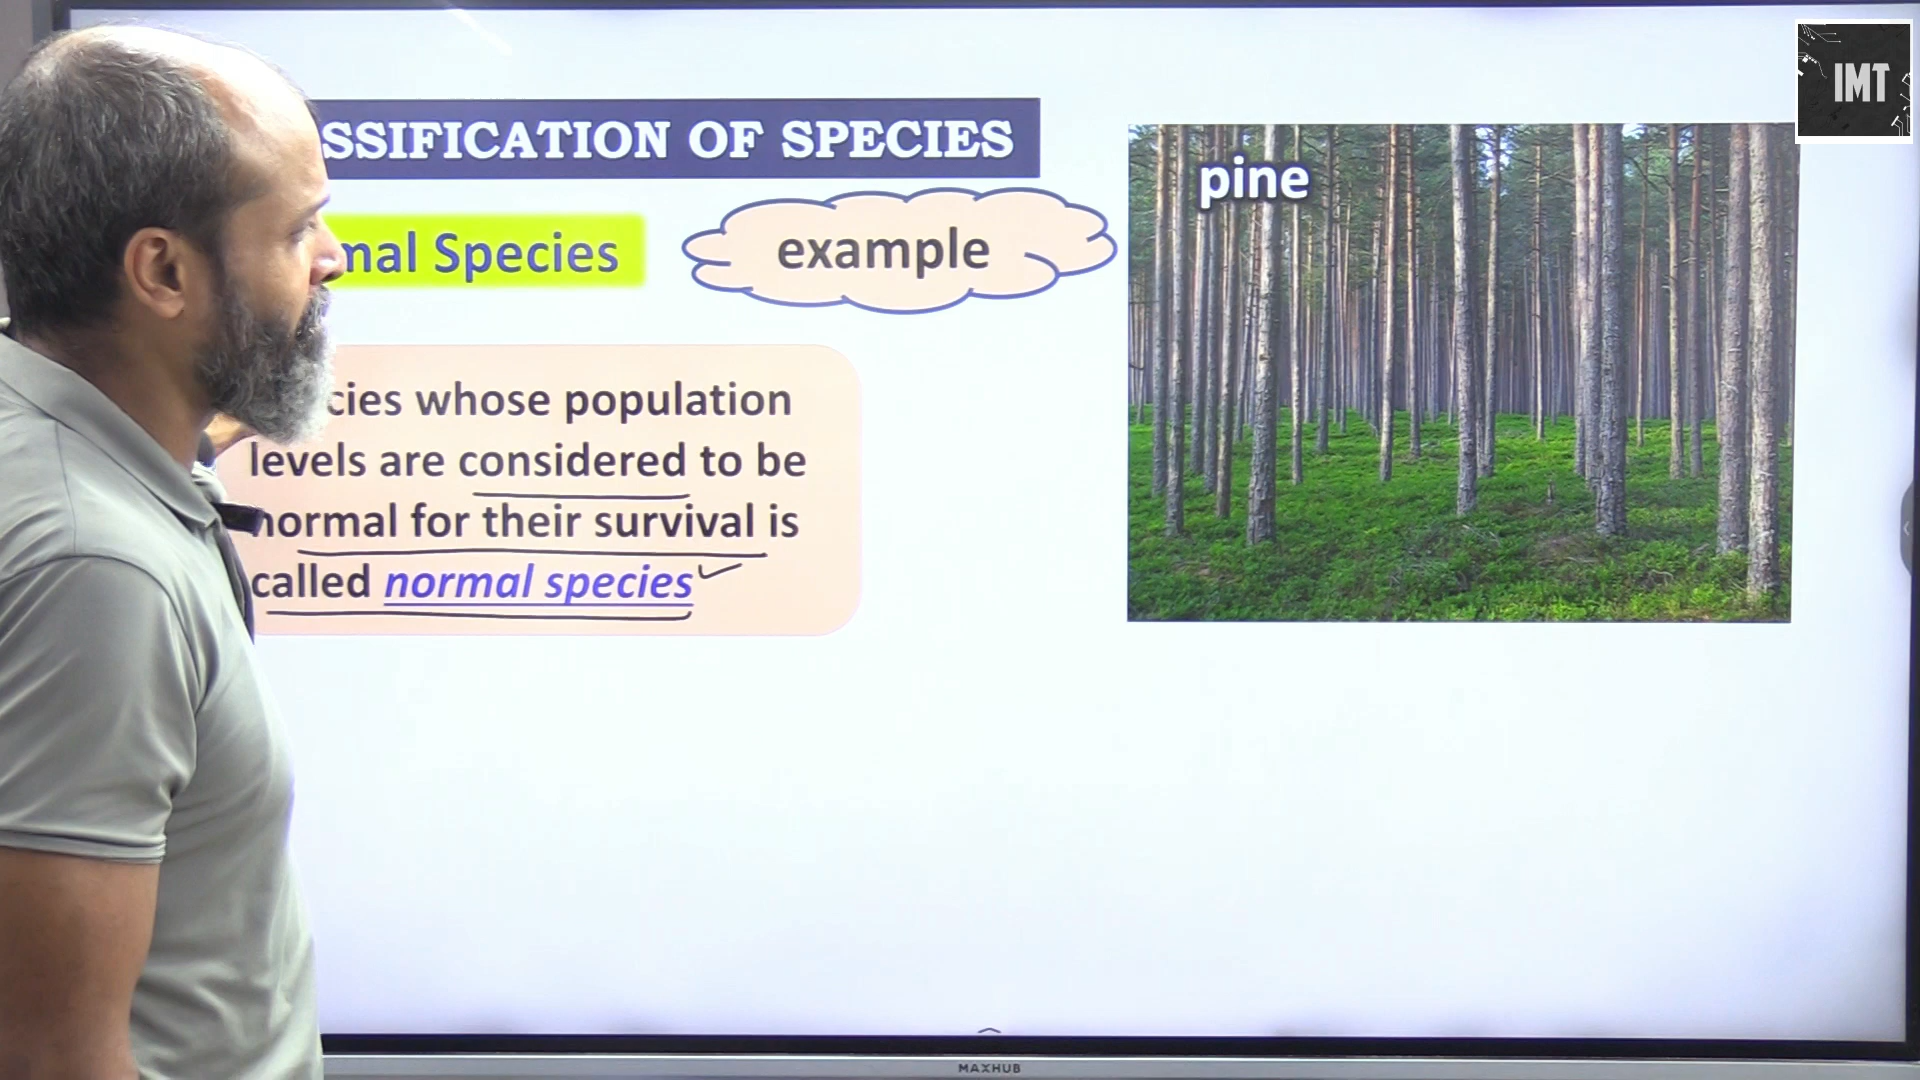 SSIFICATION OF SPECIES
mal Species
example
pine
cies whose population
levels are considered to be
normal for their survival is
called normal species
IMT
MAXHUB